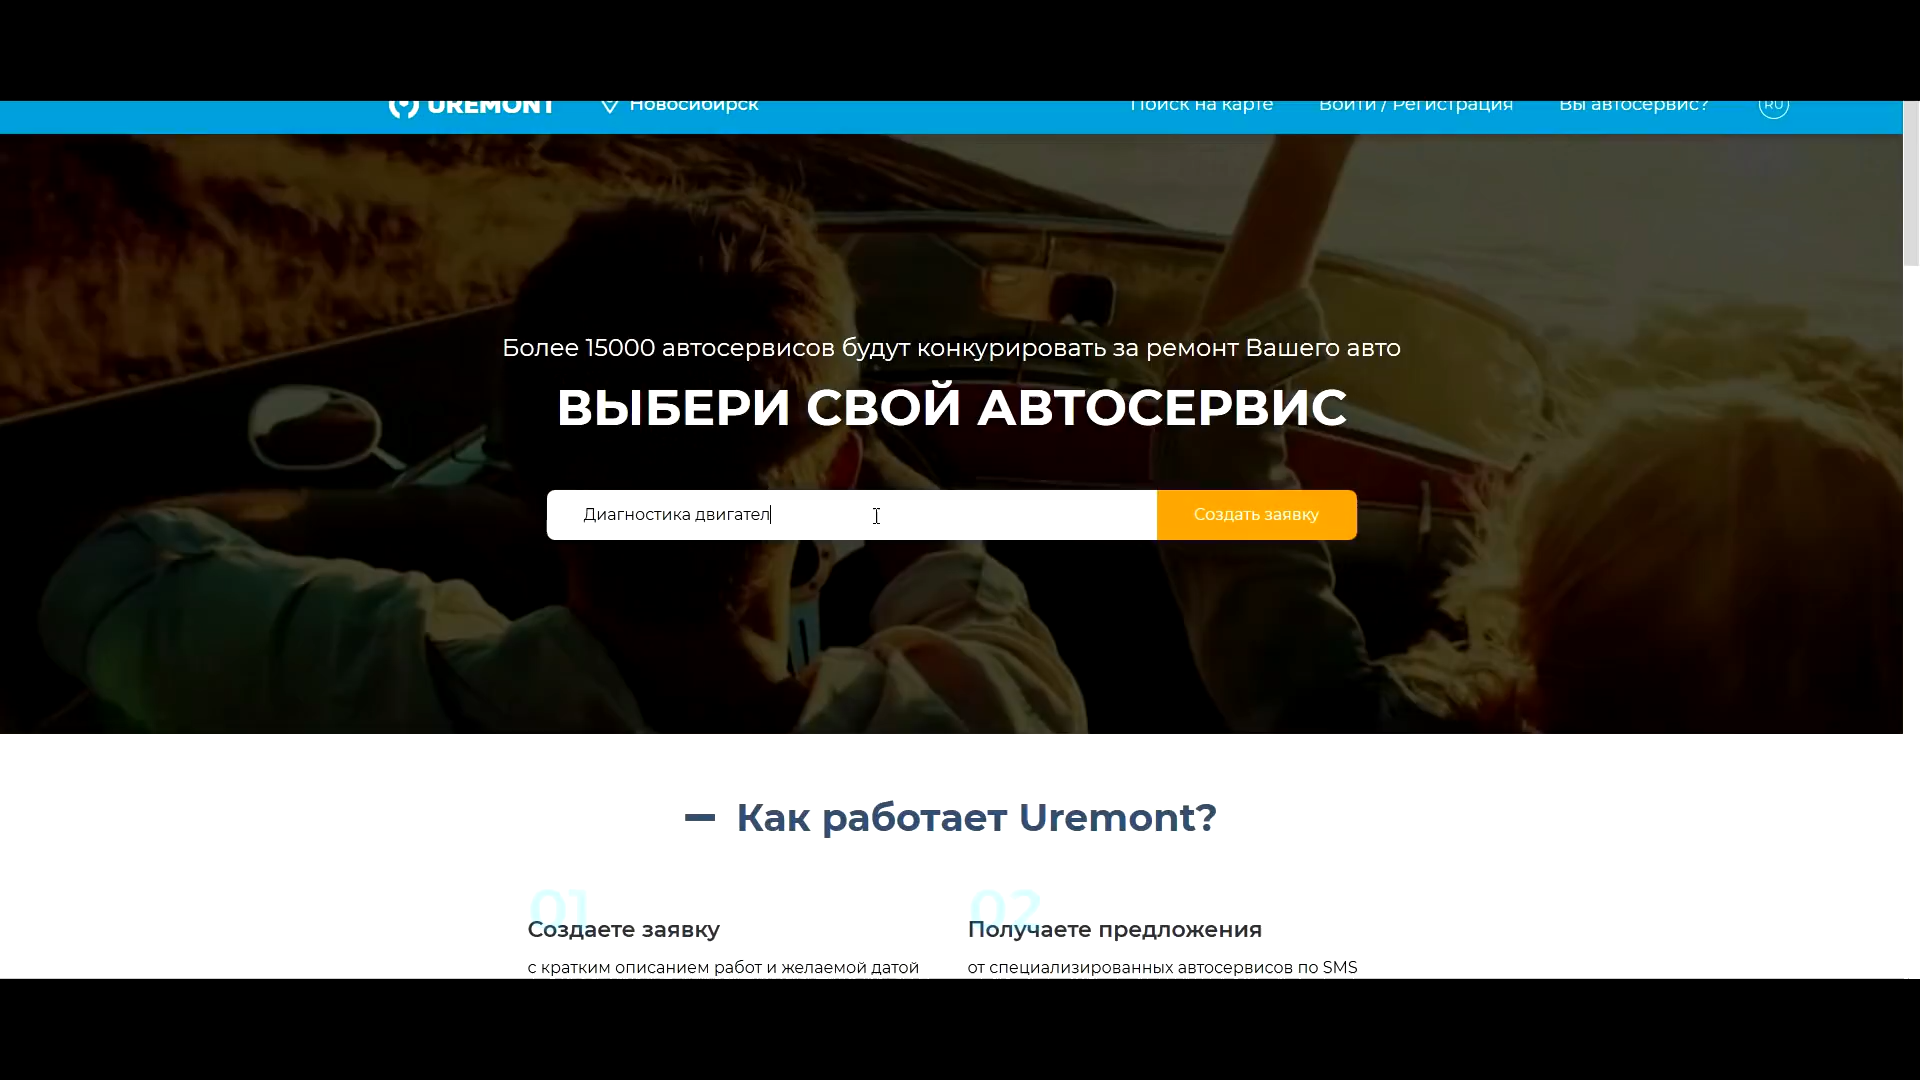 UREMONT Новосибирск Поиск на карте Войти / Регистрация Вы автосервис? RU
Более 15000 автосервисов будут конкурировать за ремонт Вашего авто
ВЫБЕРИ СВОЙ АВТОСЕРВИС
Диагностика двигател Создать заявку
Как работает Uremont?
01 02
Создаете заявку Получаете предложения
с кратким описанием работ и желаемой датой от специализированных автосервисов по SMS